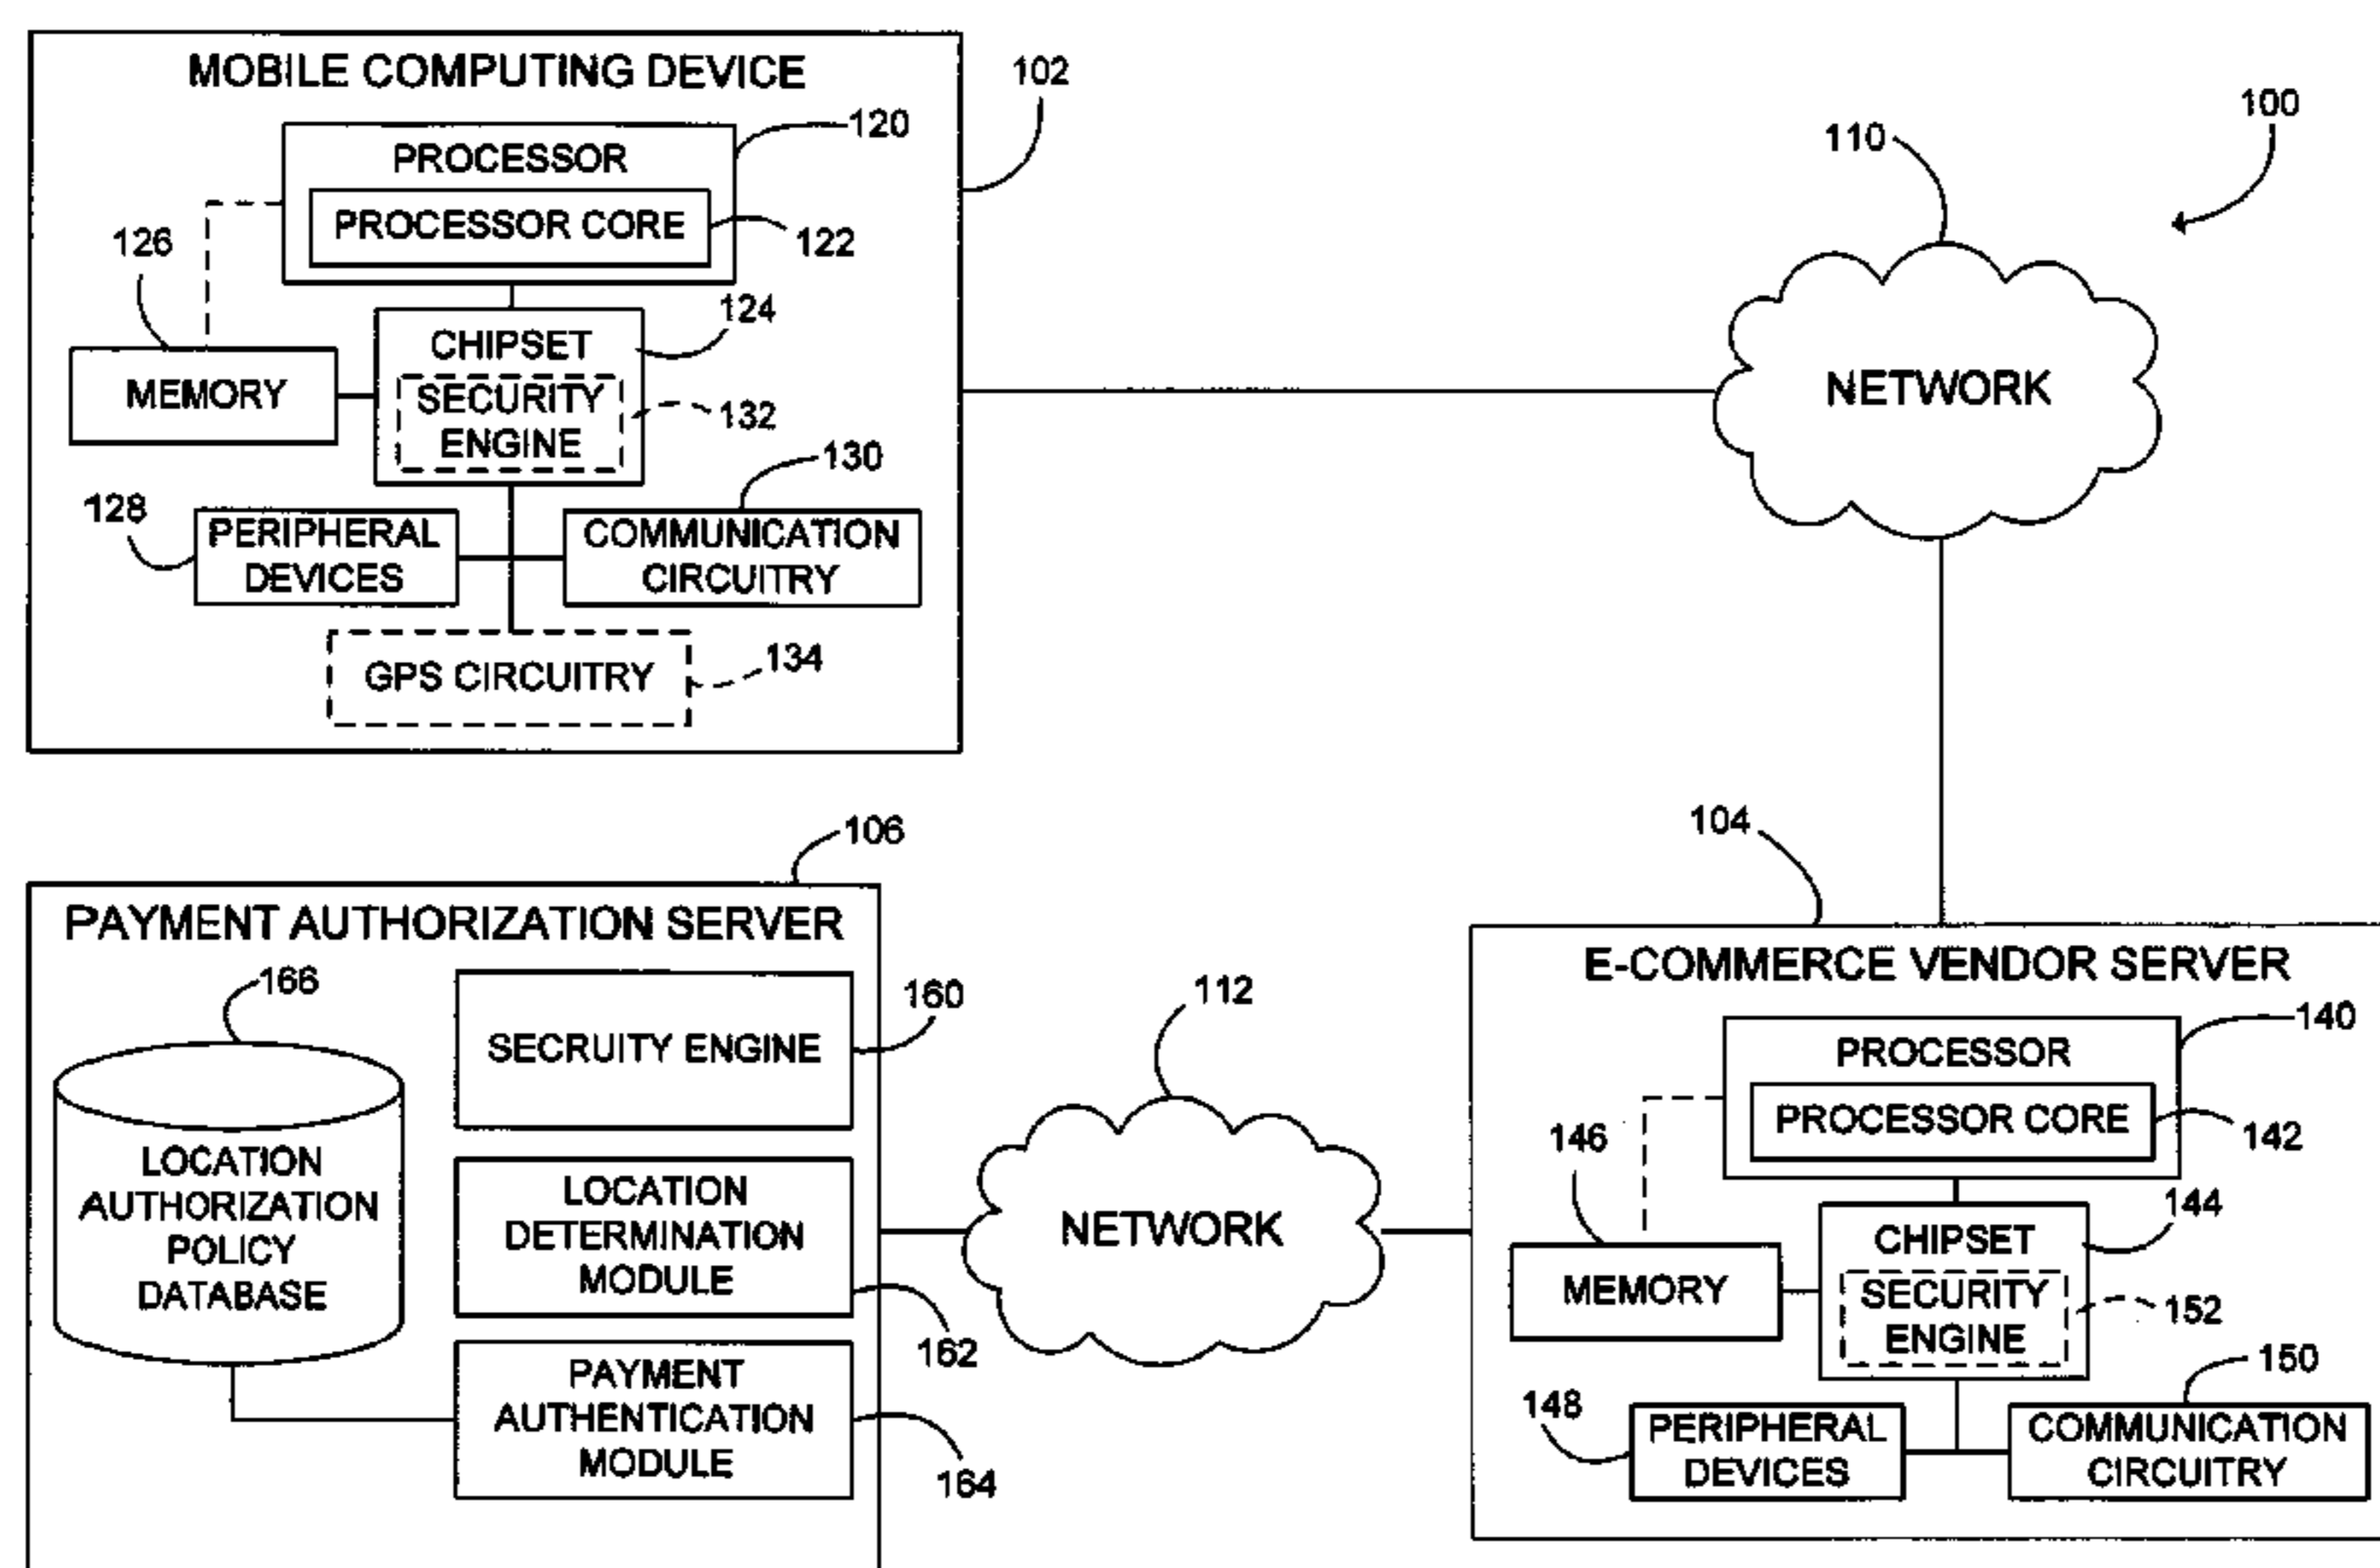 MOBILE COMPUTING DEVICE
102
120
PROCESSOR
PROCESSOR CORE
122
126
124
CHIPSET
MEMORY
SECURITY
ENGINE
132
130
128
PERIPHERAL
DEVICES
COMMUNICATION
CIRCUITRY
GPS CIRCUITRY
134
100
110
NETWORK
106
PAYMENT AUTHORIZATION SERVER
166
160
SECRUITY ENGINE
LOCATION
AUTHORIZATION
POLICY
DATABASE
LOCATION
DETERMINATION
MODULE
162
PAYMENT
AUTHENTICATION
MODULE
164
112
NETWORK
104
E-COMMERCE VENDOR SERVER
140
PROCESSOR
PROCESSOR CORE
142
146
144
CHIPSET
MEMORY
SECURITY
ENGINE
152
150
148
PERIPHERAL
DEVICES
COMMUNICATION
CIRCUITRY